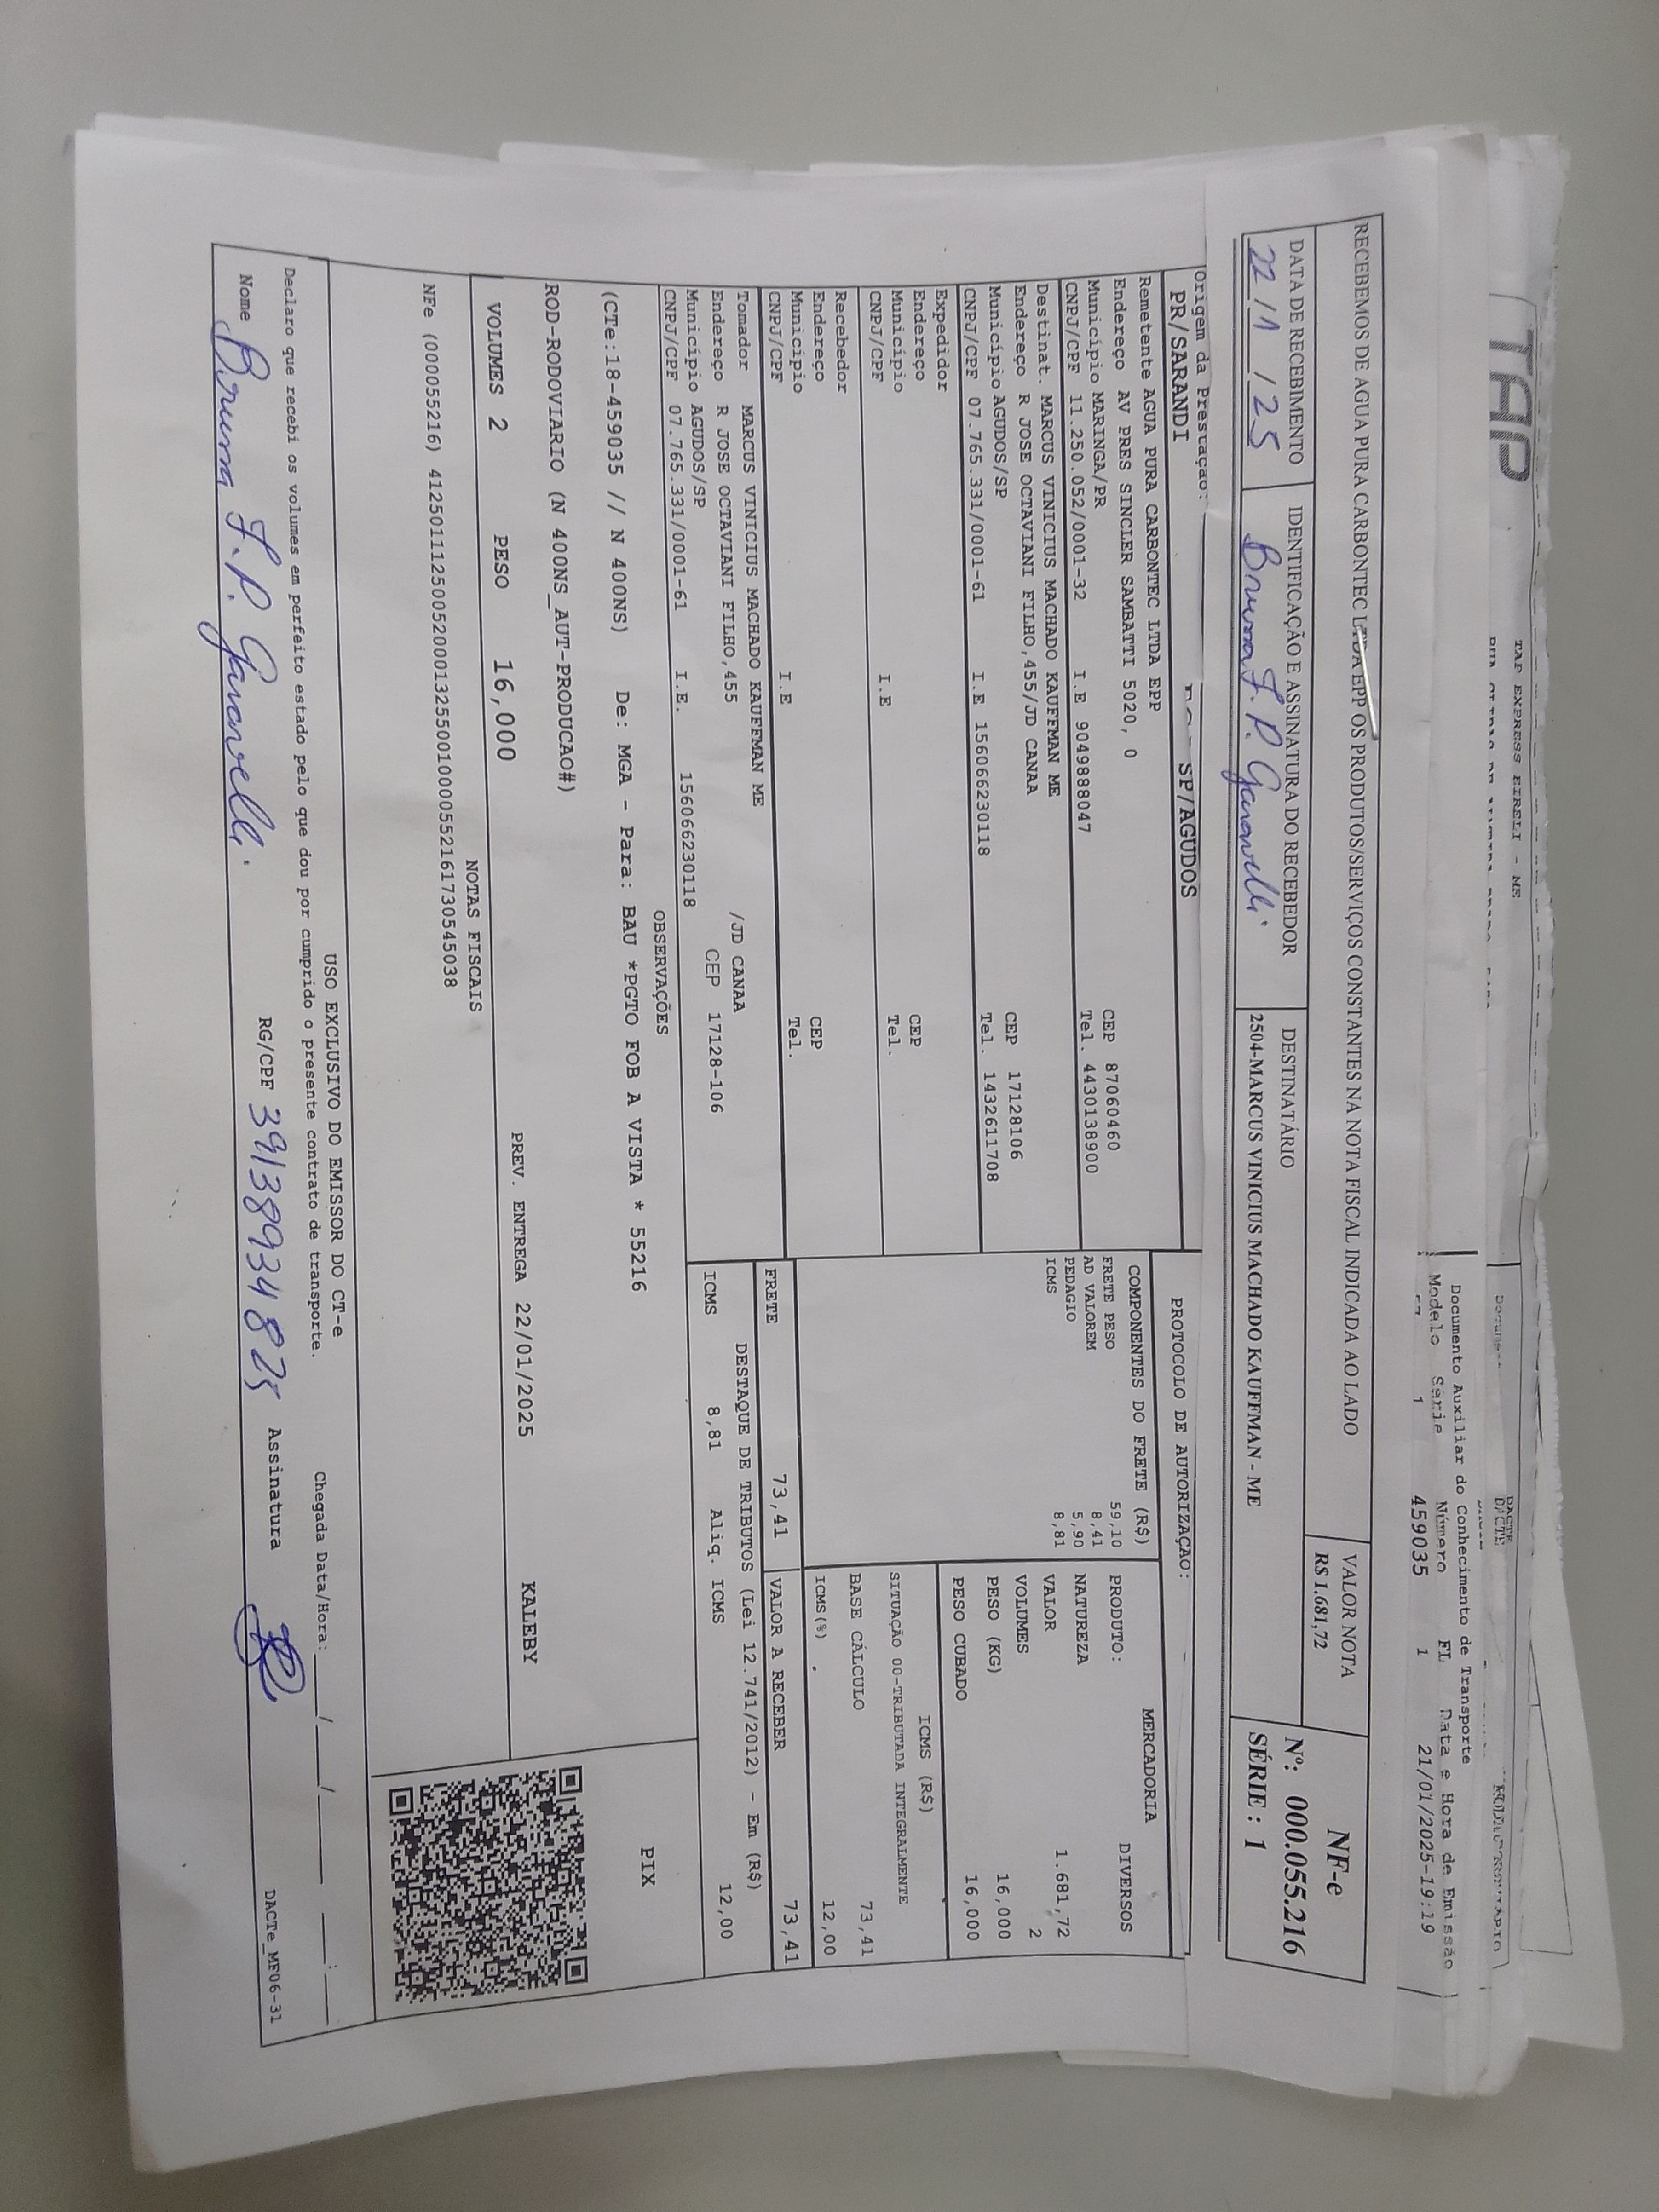 TAP
TAP EXPRESS EIRELI - ME
DACTE
Documento Auxiliar do Conhecimento de Transporte
Modelo Serie Número FL Data e Hora de Emissão
1 459035 1 21/01/2025-19:19
RECEBEMOS DE AGUA PURA CARBONTEC LTDA EPP OS PRODUTOS/SERVIÇOS CONSTANTES NA NOTA FISCAL INDICADA AO LADO
VALOR NOTA
R$ 1.681,72
NF-e
Nº: 000.055.216
SÉRIE : 1
DATA DE RECEBIMENTO
22/1/25
IDENTIFICAÇÃO E ASSINATURA DO RECEBEDOR
DESTINATÁRIO
2504-MARCUS VINICIUS MACHADO KAUFFMAN - ME
Origem da Prestação:
PR/SARANDI
SP/AGUDOS
PROTOCOLO DE AUTORIZAÇAO:
Remetente AGUA PURA CARBONTEC LTDA EPP
Endereço AV PRES SINCLER SAMBATTI 5020, 0
CEP 87060460
Município MARINGA/PR
Tel. 4430138900
CNPJ/CPF 11.250.052/0001-32 I.E 9049888047
Destinat. MARCUS VINICIUS MACHADO KAUFFMAN ME
Endereço R JOSE OCTAVIANI FILHO,455/JD CANAA
CEP 17128106
Município AGUDOS/SP
Tel. 1432611708
CNPJ/CPF 07.765.331/0001-61 I.E 156066230118
Expedidor
Endereço
CEP
Município
Tel.
CNPJ/CPF I.E
Recebedor
Endereço
CEP
Município
Tel.
CNPJ/CPF I.E
Tomador MARCUS VINICIUS MACHADO KAUFFMAN ME
Endereço R JOSE OCTAVIANI FILHO,455 /JD CANAA
Município AGUDOS/SP CEP 17128-106
CNPJ/CPF 07.765.331/0001-61 I.E. 156066230118
COMPONENTES DO FRETE (R$)
FRETE PESO 59,10
AD VALOREM 8,41
PEDAGIO 5,90
ICMS 8,81
MERCADORIA
PRODUTO: DIVERSOS
NATUREZA
VALOR 1.681,72
VOLUMES 2
PESO (KG) 16,000
PESO CUBADO 16,000
ICMS (R$)
SITUAÇÃO 00-TRIBUTADA INTEGRALMENTE
BASE CÁLCULO 73,41
ICMS(%) 12,00
FRETE 73,41
VALOR A RECEBER 73,41
DESTAQUE DE TRIBUTOS (Lei 12.741/2012) - Em (R$)
ICMS 8,81 Aliq. ICMS 12,00
OBSERVAÇÕES
(CTe:18-459035 // N 400NS) De: MGA - Para: BAU *PGTO FOB A VISTA * 55216
ROD-RODOVIARIO (N 400NS_AUT-PRODUCAO#)
PIX
VOLUMES 2 PESO 16,000 PREV. ENTREGA 22/01/2025 KALEBY
NOTAS FISCAIS
NFe (000055216) 41250111250052000132550010000552161730545038
USO EXCLUSIVO DO EMISSOR DO CT-e
Declaro que recebi os volumes em perfeito estado pelo que dou por cumprido o presente contrato de transporte.
Chegada Data/Hora: ____/____/____ ____:____
Nome Bruna F. P.
RG/CPF 39138934825 Assinatura
DACTe_MF06-31